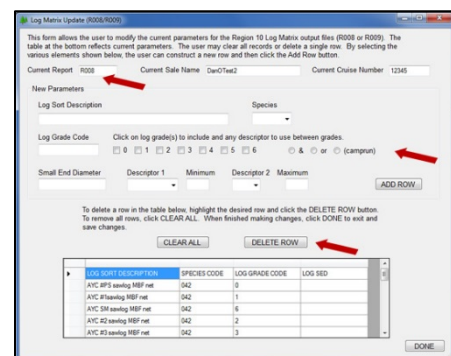 Log Matrix Update (R008/R009)
This form allows the user to modify the current parameters for the Region 10 Log Matrix output files (R008 or R009). The
table at the bottom reflects current parameters. The user may clear all records or delete a single row. By selecting the
various elements shown below, the user can construct a new row and then click the Add Row button.
Current Report R008 Current Sale Name DanOTest2 Current Cruise Number 12345
New Parameters
Log Sort Description Species
Log Grade Code Click on log grade(s) to include and any descriptor to use between grades.
0 1 2 3 4 5 6 & or (camprun)
Small End Diameter Descriptor 1 Minimum Descriptor 2 Maximum
ADD ROW
To delete a row in the table below, highlight the desired row and click the DELETE ROW button.
To remove all rows, click CLEAR ALL. When finished making changes, click DONE to exit and
save changes.
CLEAR ALL DELETE ROW
LOG SORT DESCRIPTION SPECIES CODE LOG GRADE CODE LOG SED
AYC #PS sawlog MBF net 042 0
AYC #1sawlog MBF net 042 1
AYC SM sawlog MBF net 042 6
AYC #2 sawlog MBF net 042 2
AYC #3 sawlog MBF net 042 3
DONE